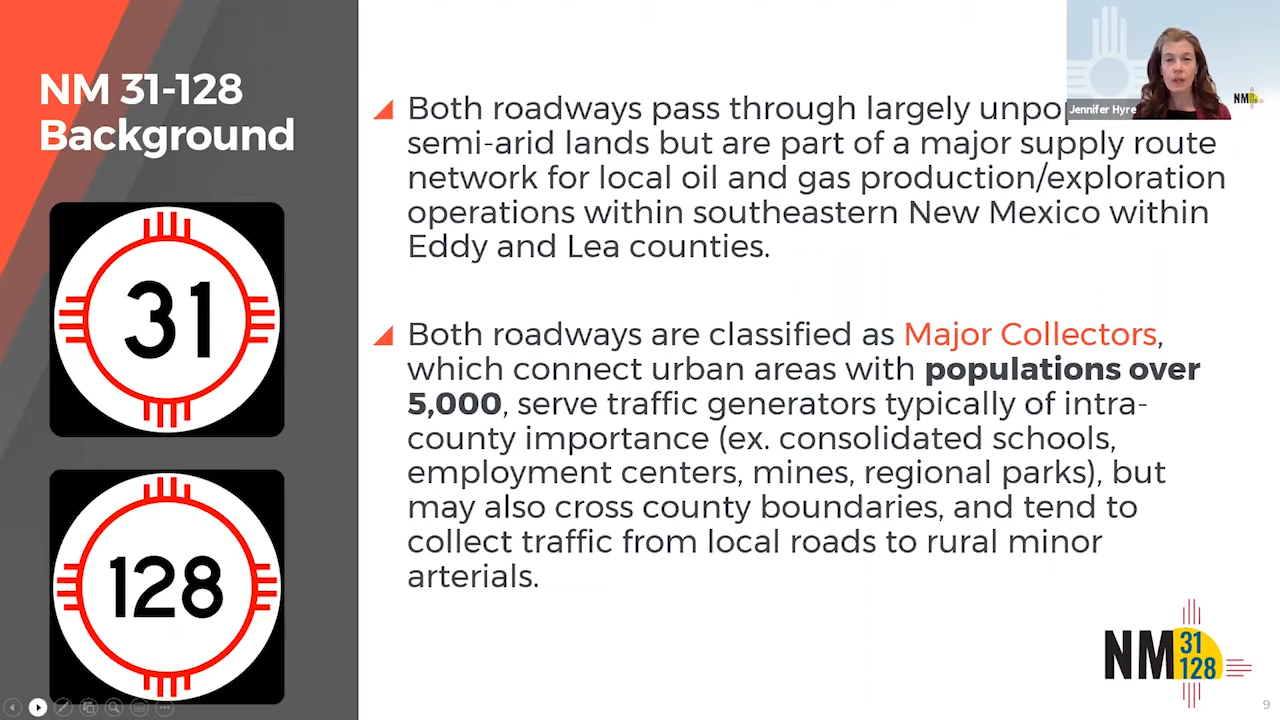 NM 31-128
Background
31
128
Both roadways pass through largely
semi-arid lands but are part of a major supply route
network for local oil and gas production/exploration
operations within southeastern New Mexico within
Eddy and Lea counties.
Both roadways are classified as Major Collectors,
which connect urban areas with populations over
5,000, serve traffic generators typically of intra-
county importance (ex. consolidated schools,
employment centers, mines, regional parks), but
may also cross county boundaries, and tend to
collect traffic from local roads to rural minor
arterials.
Jennifer Hyre
NM
NM 31
128
9